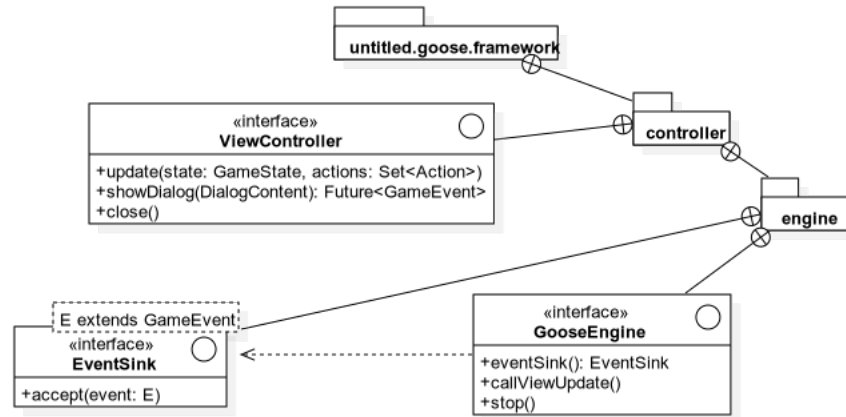 untitled.goose.framework
«interface»
ViewController
+update(state: GameState, actions: Set<Action>)
+showDialog(DialogContent): Future<GameEvent>
+close()
controller
engine
E extends GameEvent
«interface»
EventSink
+accept(event: E)
«interface»
GooseEngine
+eventSink(): EventSink
+callViewUpdate()
+stop()